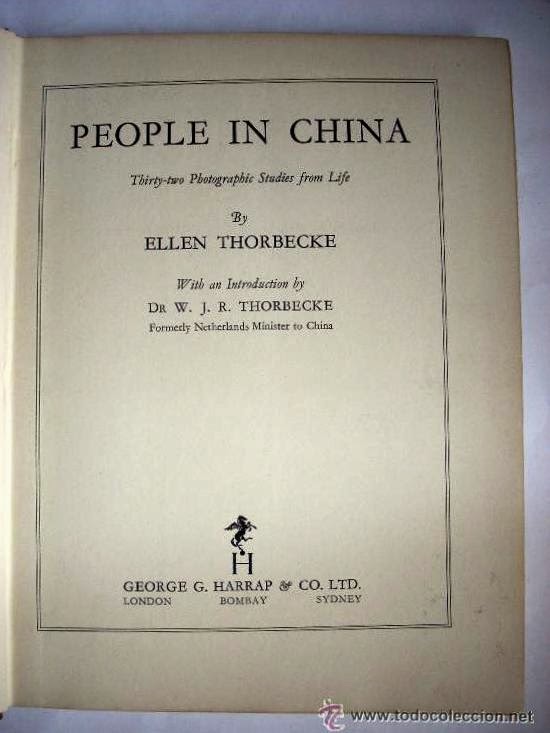 PEOPLE IN CHINA
Thirty-two Photographic Studies from Life
By
ELLEN THORBECKE
With an Introduction by
DR W. J. R. THORBECKE
Formerly Netherlands Minister to China
H
GEORGE G. HARRAP & CO. LTD.
LONDON BOMBAY SYDNEY
www.todocoleccion.net